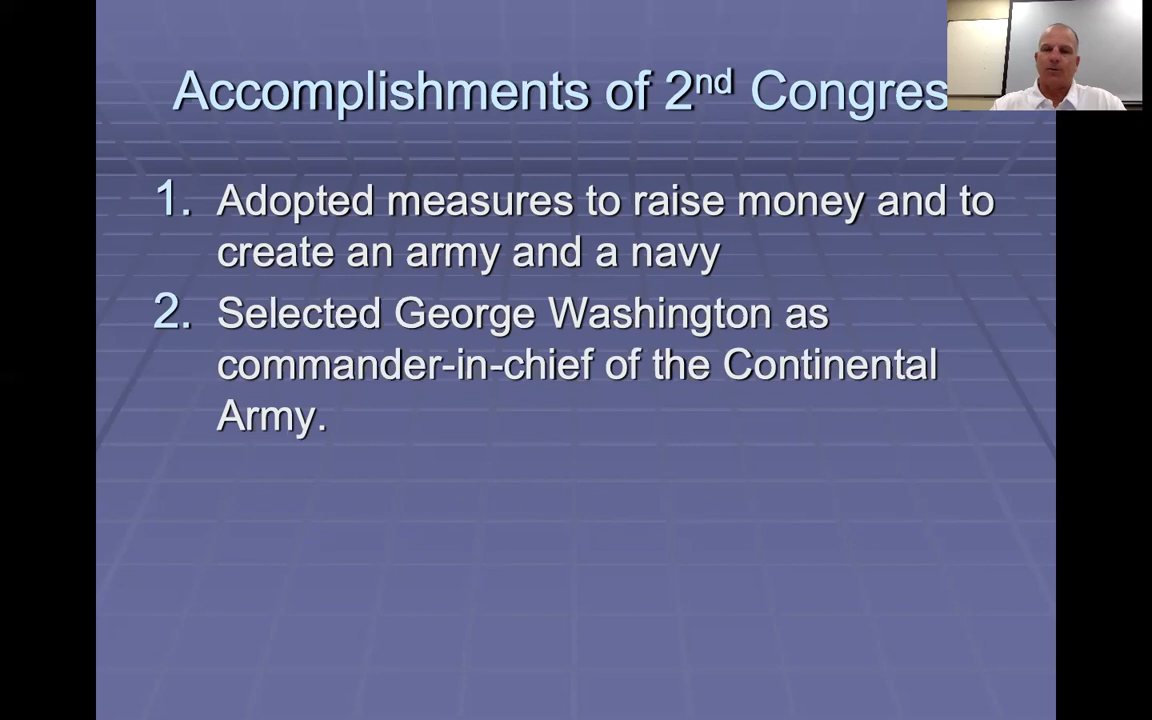 Accomplishments of 2nd Congres
1. Adopted measures to raise money and to
create an army and a navy
2. Selected George Washington as
commander-in-chief of the Continental
Army.